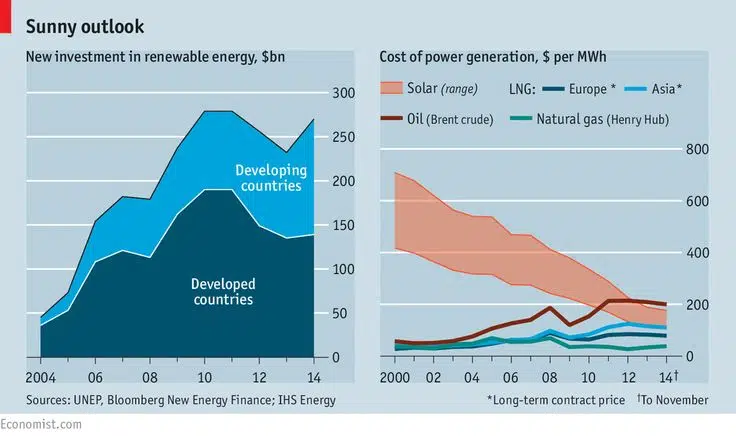 Sunny outlook
New investment in renewable energy, $bn
300
250
200
150
100
50
0
Developing
countries
Developed
countries
2004 06 08 10 12 14
Sources: UNEP, Bloomberg New Energy Finance; IHS Energy
Cost of power generation, $ per MWh
Solar (range) LNG: Europe * Asia*
Oil (Brent crude) Natural gas (Henry Hub)
800
600
400
200
0
2000 02 04 06 08 10 12 14†
*Long-term contract price †To November
Economist.com